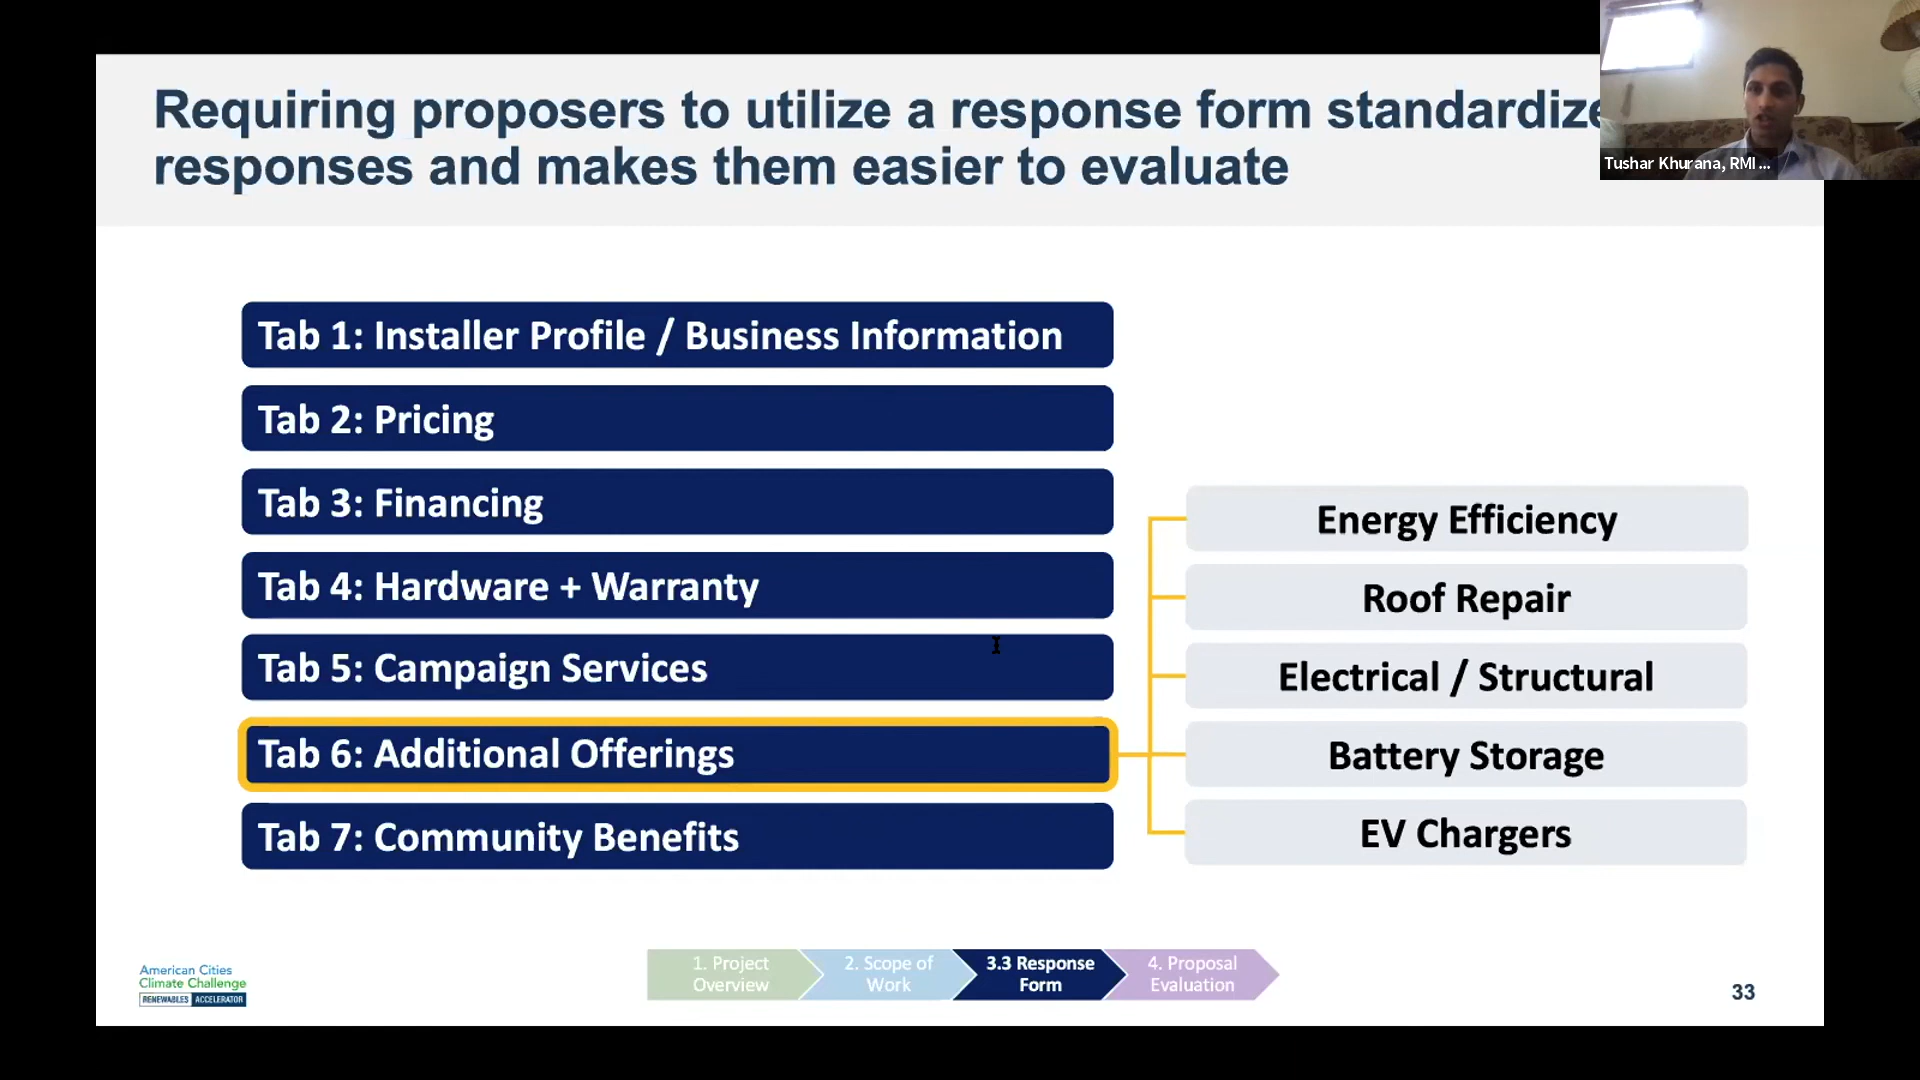 Requiring proposers to utilize a response form standardize
responses and makes them easier to evaluate
Tushar Khurana, RMI ...
Tab 1: Installer Profile / Business Information
Tab 2: Pricing
Tab 3: Financing
Tab 4: Hardware + Warranty
Tab 5: Campaign Services
Tab 6: Additional Offerings
Tab 7: Community Benefits
Energy Efficiency
Roof Repair
Electrical / Structural
Battery Storage
EV Chargers
American Cities
Climate Challenge
RENEWABLES ACCELERATOR
1. Project
Overview
2. Scope of
Work
3.3 Response
Form
4. Proposal
Evaluation
33